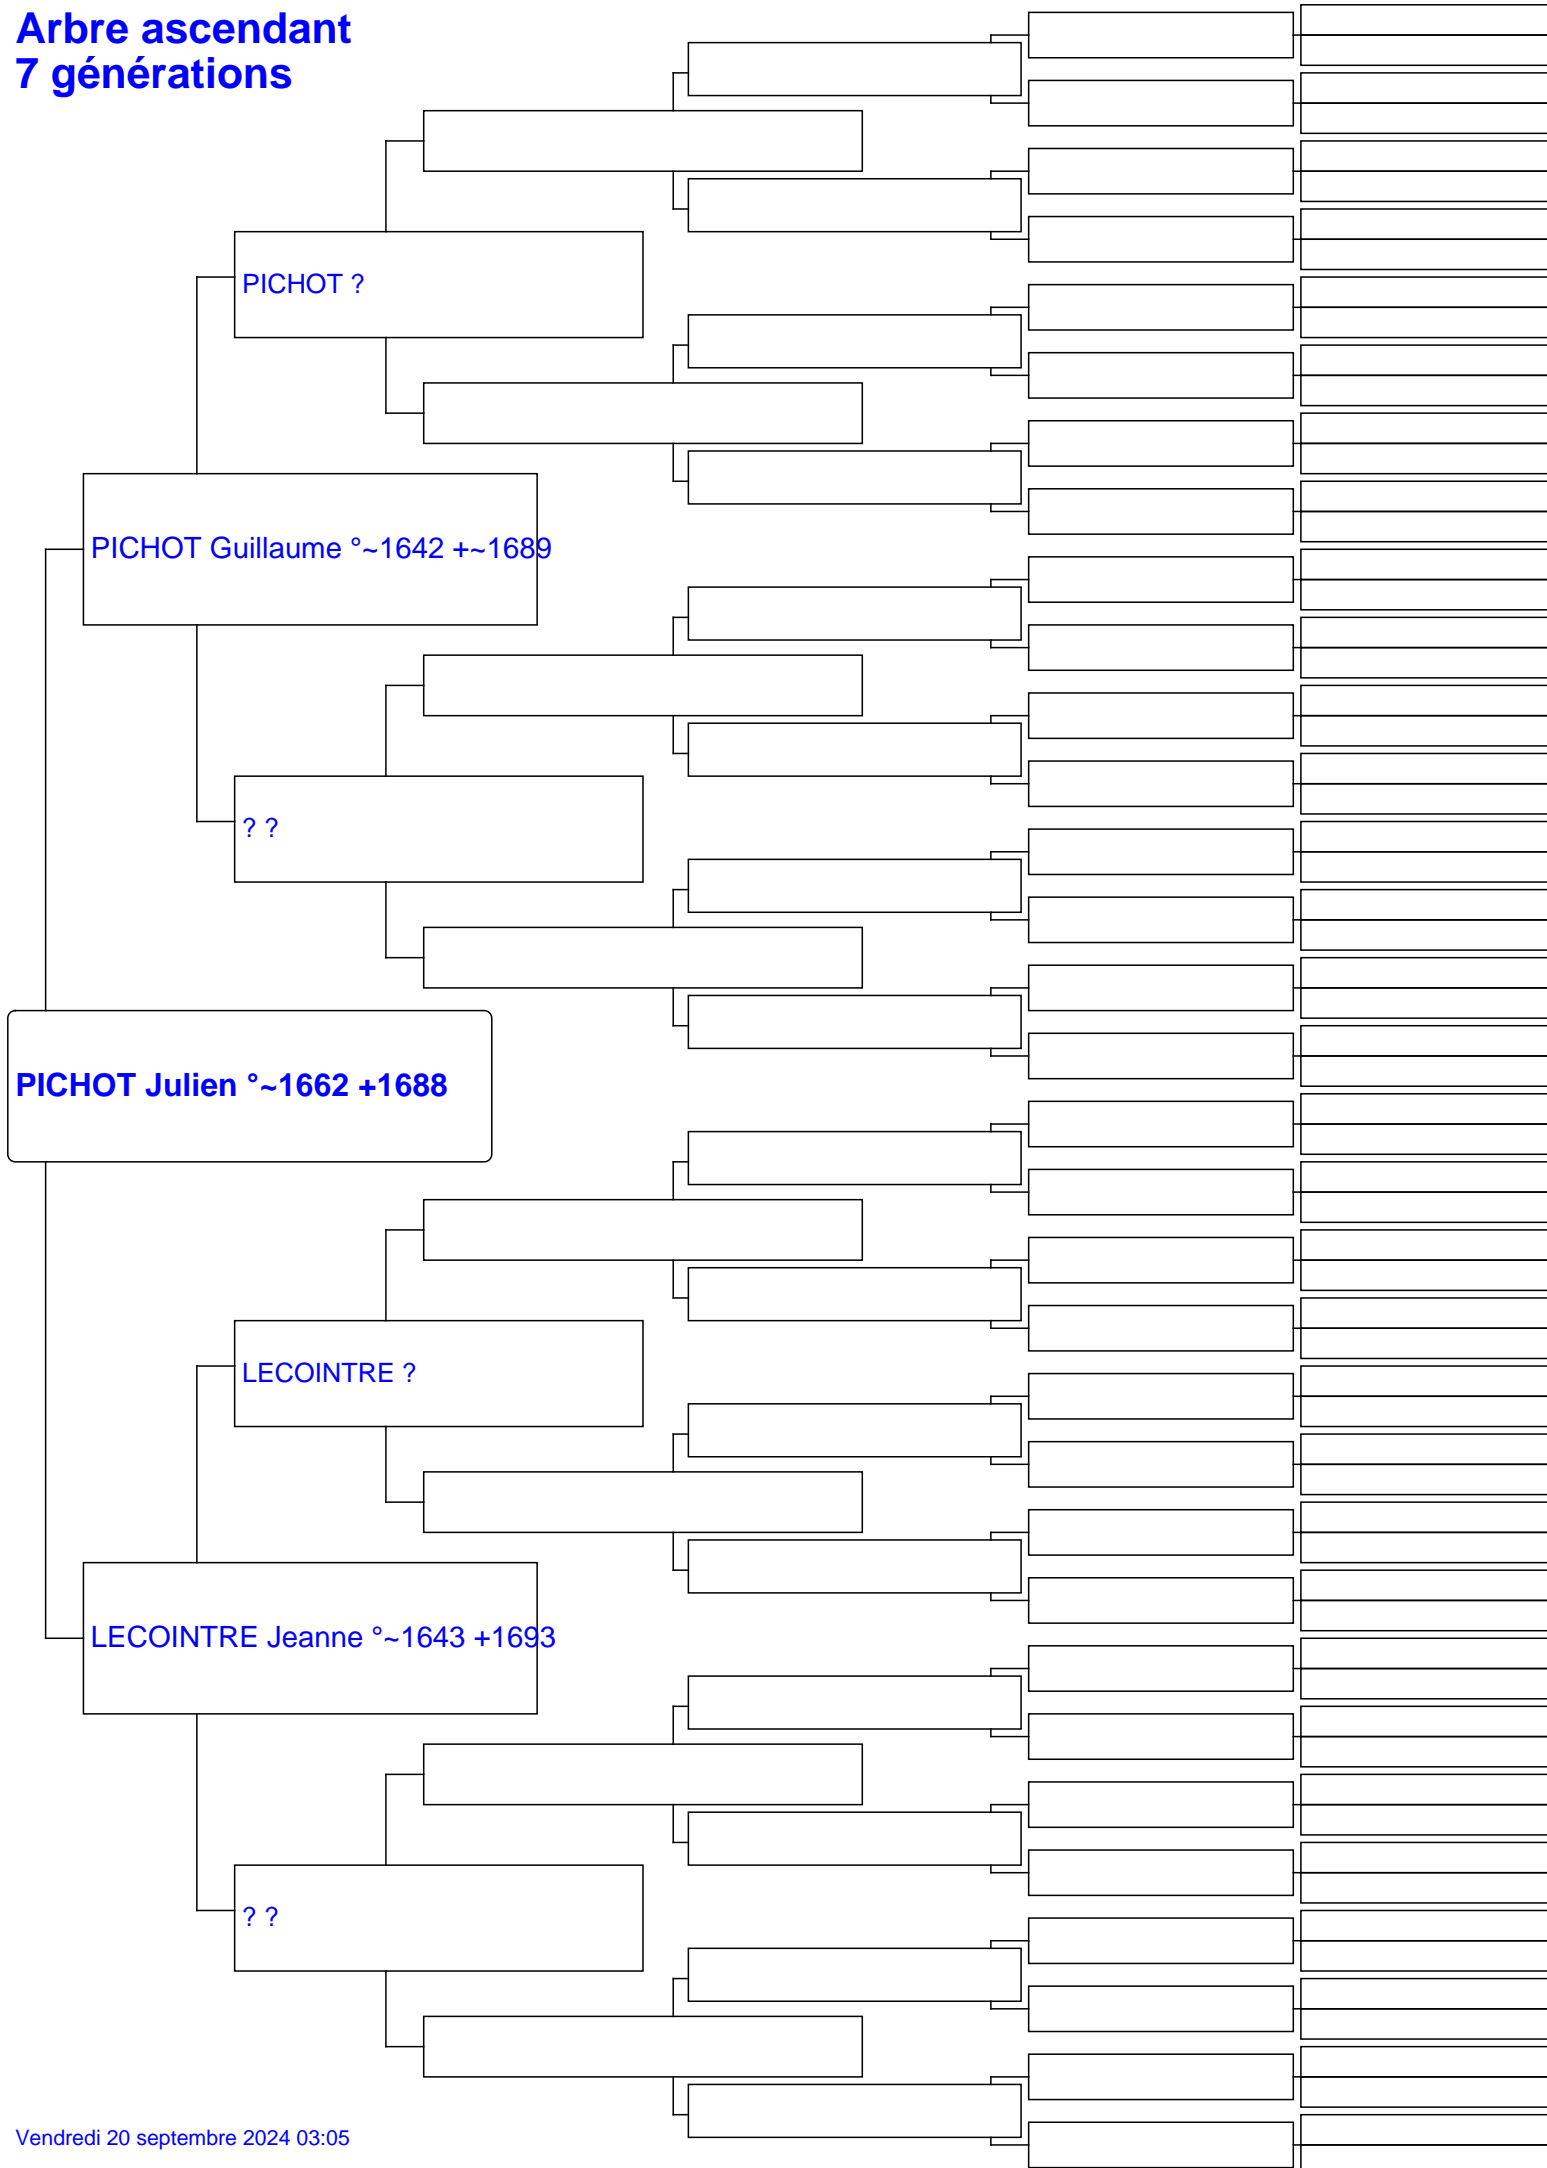 Arbre ascendant
7 générations
PICHOT ?
PICHOT Guillaume °~1642 +~1689
? ?
PICHOT Julien °~1662 +1688
LECOINTRE ?
LECOINTRE Jeanne °~1643 +1693
? ?
Vendredi 20 septembre 2024 03:05